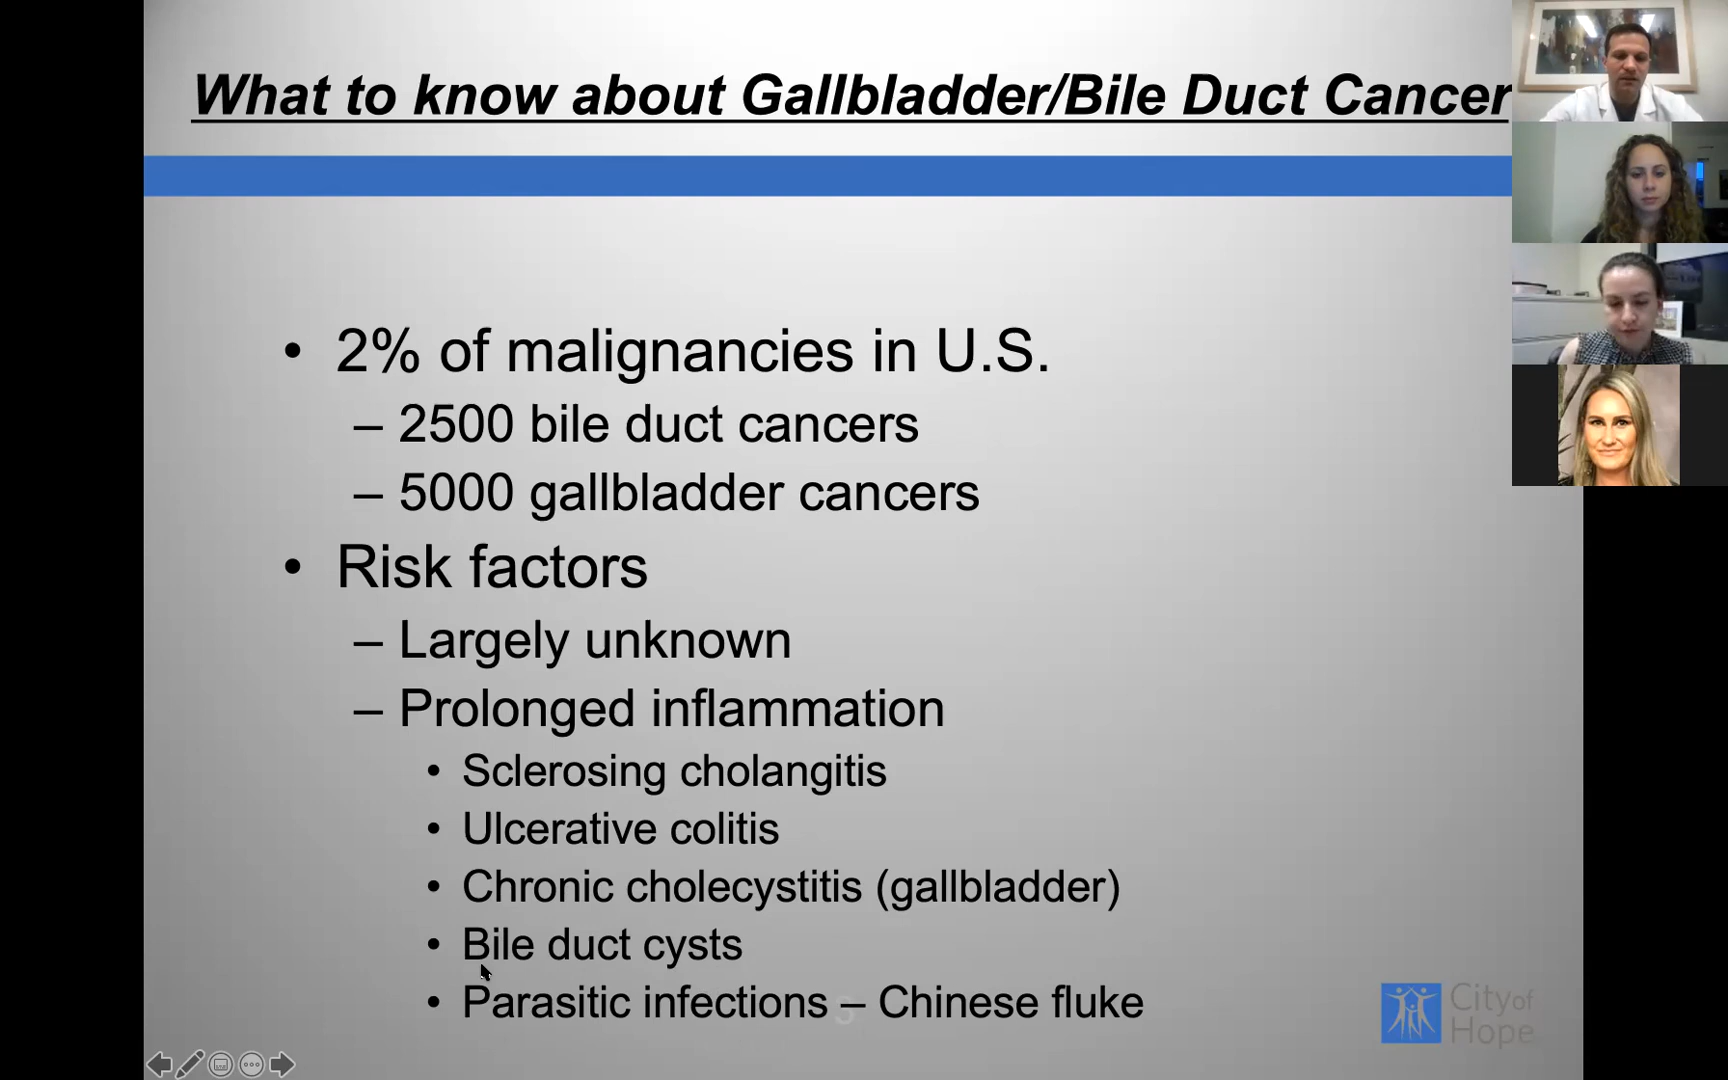 What to know about Gallbladder/Bile Duct Cancer
• 2% of malignancies in U.S.
– 2500 bile duct cancers
– 5000 gallbladder cancers
• Risk factors
– Largely unknown
– Prolonged inflammation
• Sclerosing cholangitis
• Ulcerative colitis
• Chronic cholecystitis (gallbladder)
• Bile duct cysts
• Parasitic infections – Chinese fluke
City of
Hope